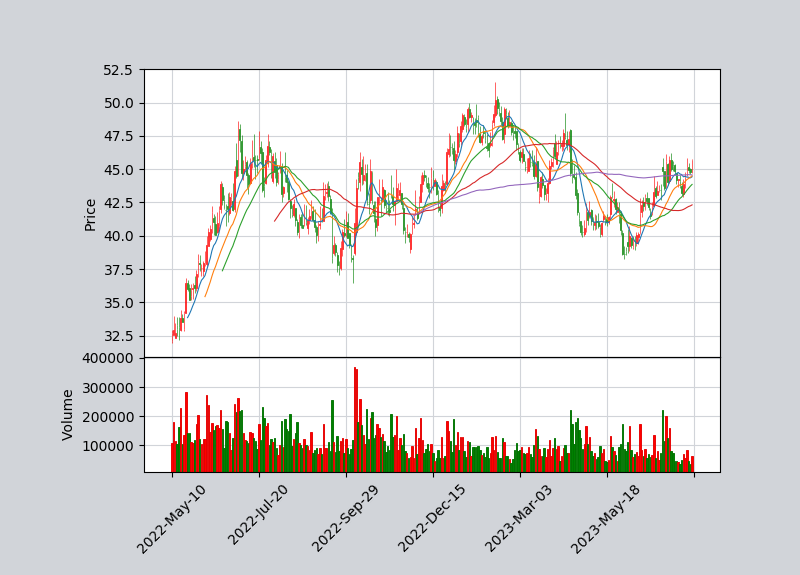 52.5
50.0
47.5
45.0
42.5
40.0
37.5
35.0
32.5
Price
400000
300000
200000
100000
Volume
2022-May-10
2022-Jul-20
2022-Sep-29
2022-Dec-15
2023-Mar-03
2023-May-18